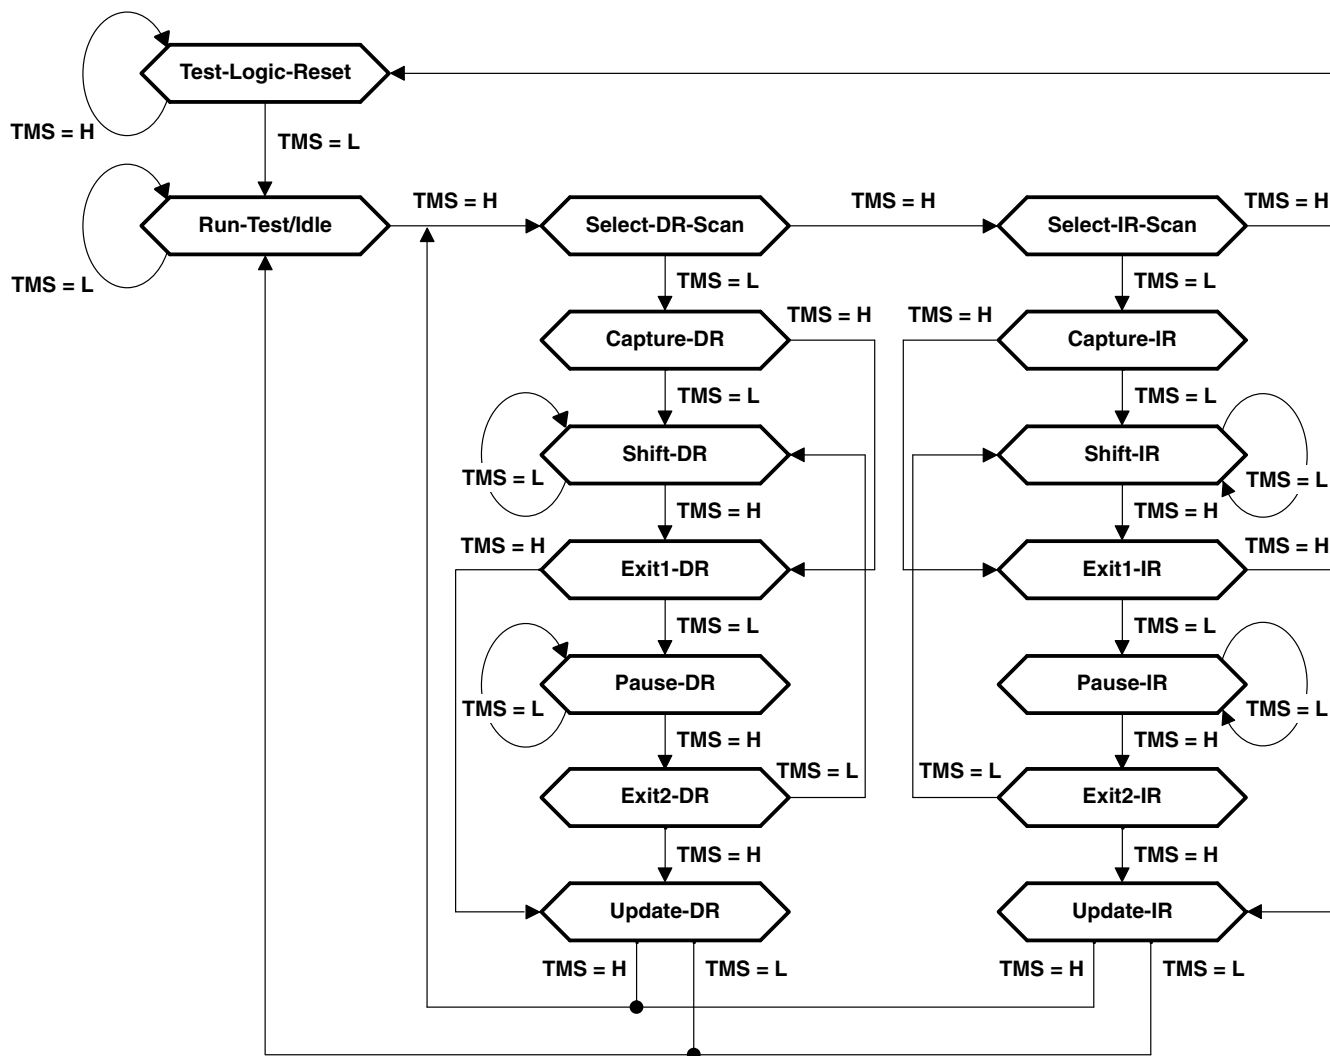 Test-Logic-Reset
TMS = H
TMS = L
TMS = H
TMS = H
TMS = H
Run-Test/Idle
Select-DR-Scan
Select-IR-Scan
TMS = L
TMS = L
TMS = L
TMS = H
TMS = H
Capture-DR
Capture-IR
TMS = L
TMS = L
Shift-DR
Shift-IR
TMS = L
TMS = L
TMS = H
TMS = H
TMS = H
TMS = H
Exit1-DR
Exit1-IR
TMS = L
TMS = L
Pause-DR
Pause-IR
TMS = L
TMS = L
TMS = H
TMS = H
TMS = L
TMS = L
Exit2-DR
Exit2-IR
TMS = H
TMS = H
Update-DR
Update-IR
TMS = H
TMS = L
TMS = H
TMS = L